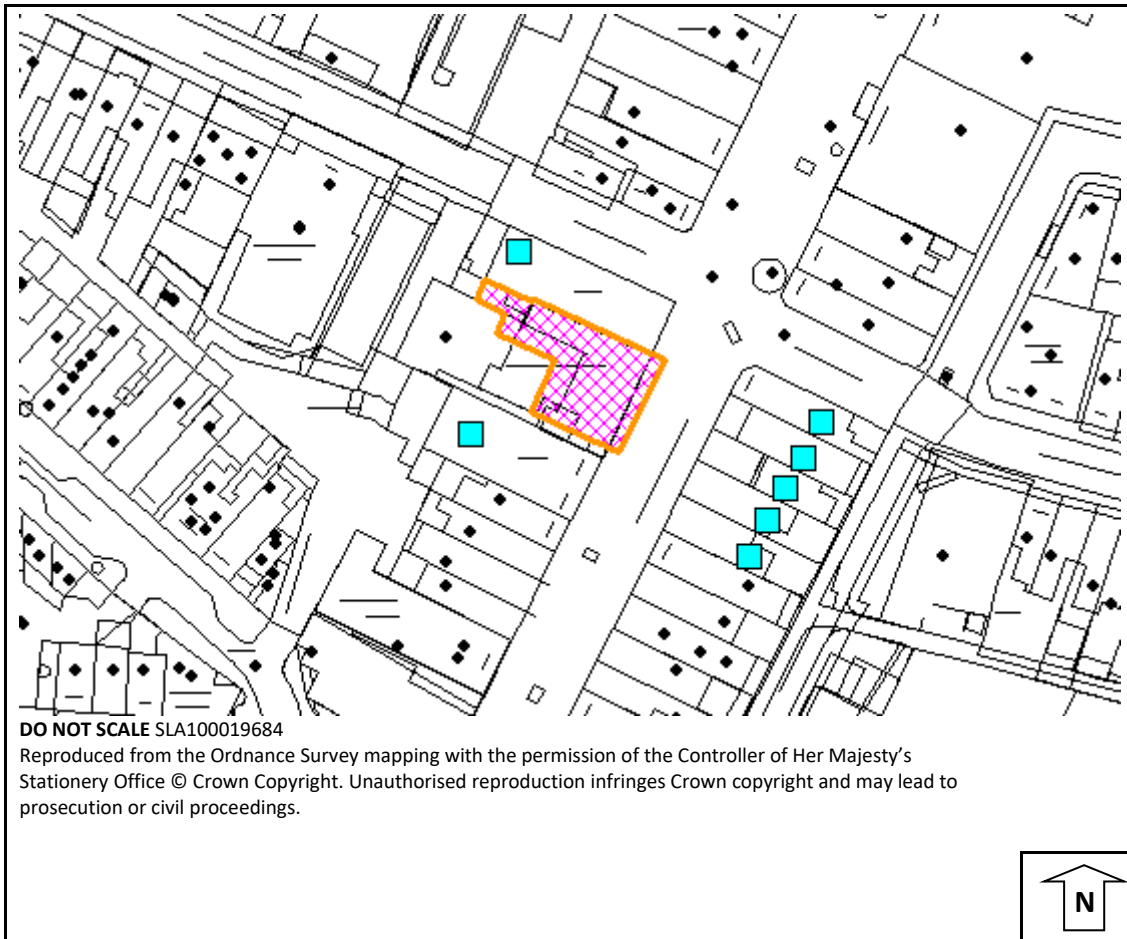 DO NOT SCALE SLA100019684
Reproduced from the Ordnance Survey mapping with the permission of the Controller of Her Majesty’s
Stationery Office © Crown Copyright. Unauthorised reproduction infringes Crown copyright and may lead to
prosecution or civil proceedings.
N